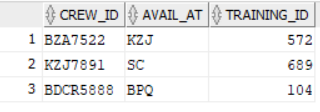 CREW_ID AVAIL_AT TRAINING_ID
1 BZA7522 KZJ 572
2 KZJ7891 SC 689
3 BDCR5888 BPQ 104